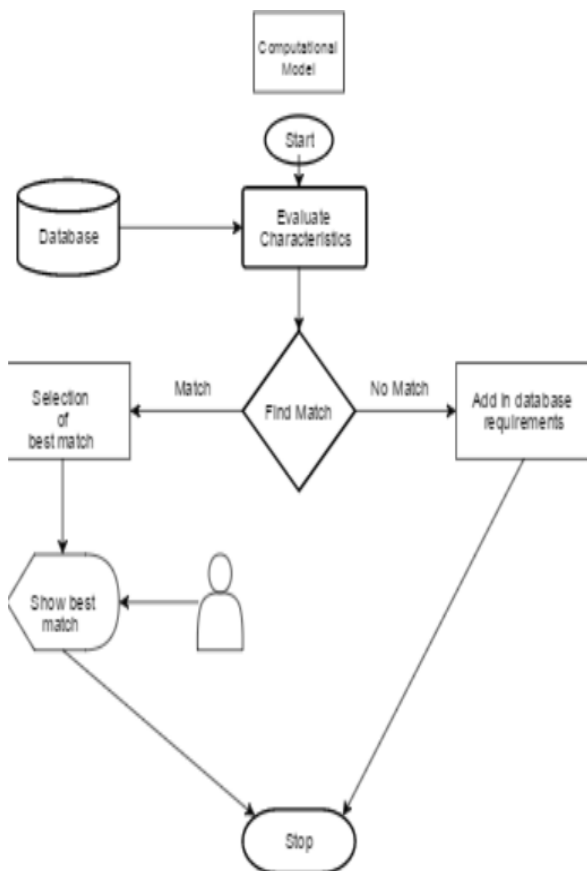 Computational
Model
Start
Database
Evaluate
Characteristics
Match
Find Match
No Match
Selection
of
best match
Add in database
requirements
Show best
match
Stop